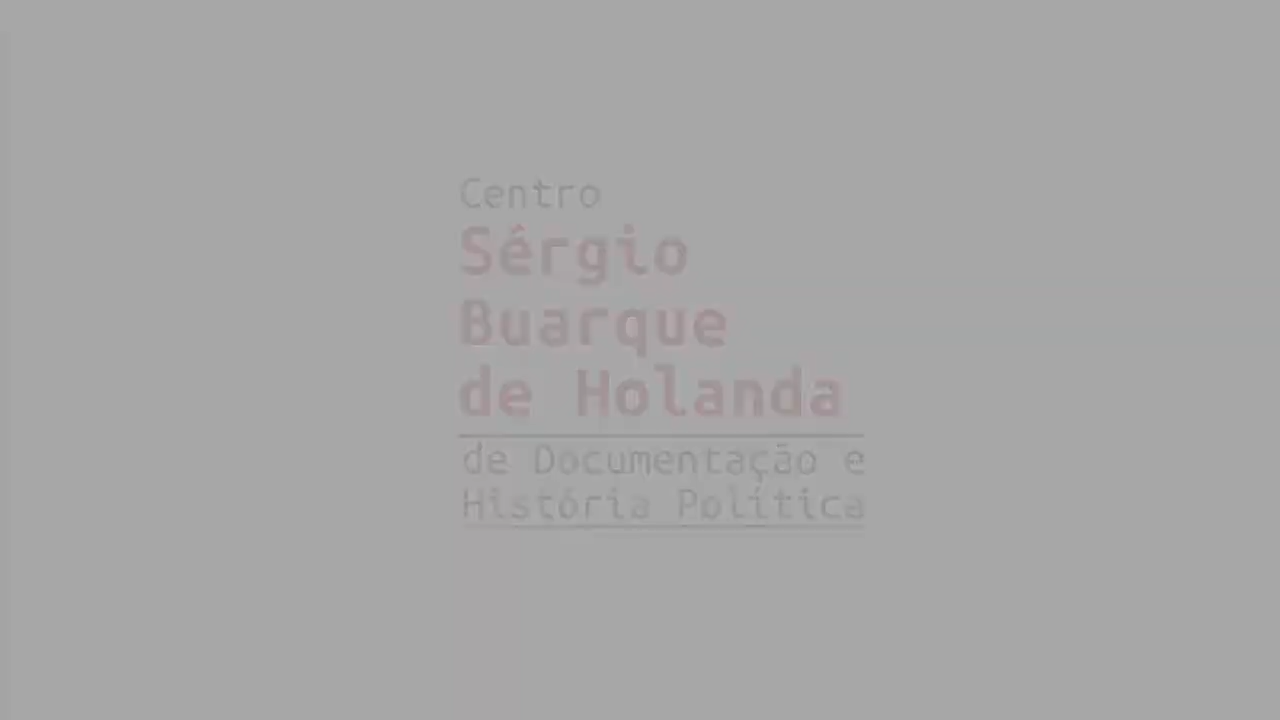 Centro
Sérgio
Buarque
de Holanda
de Documentação e
História Política